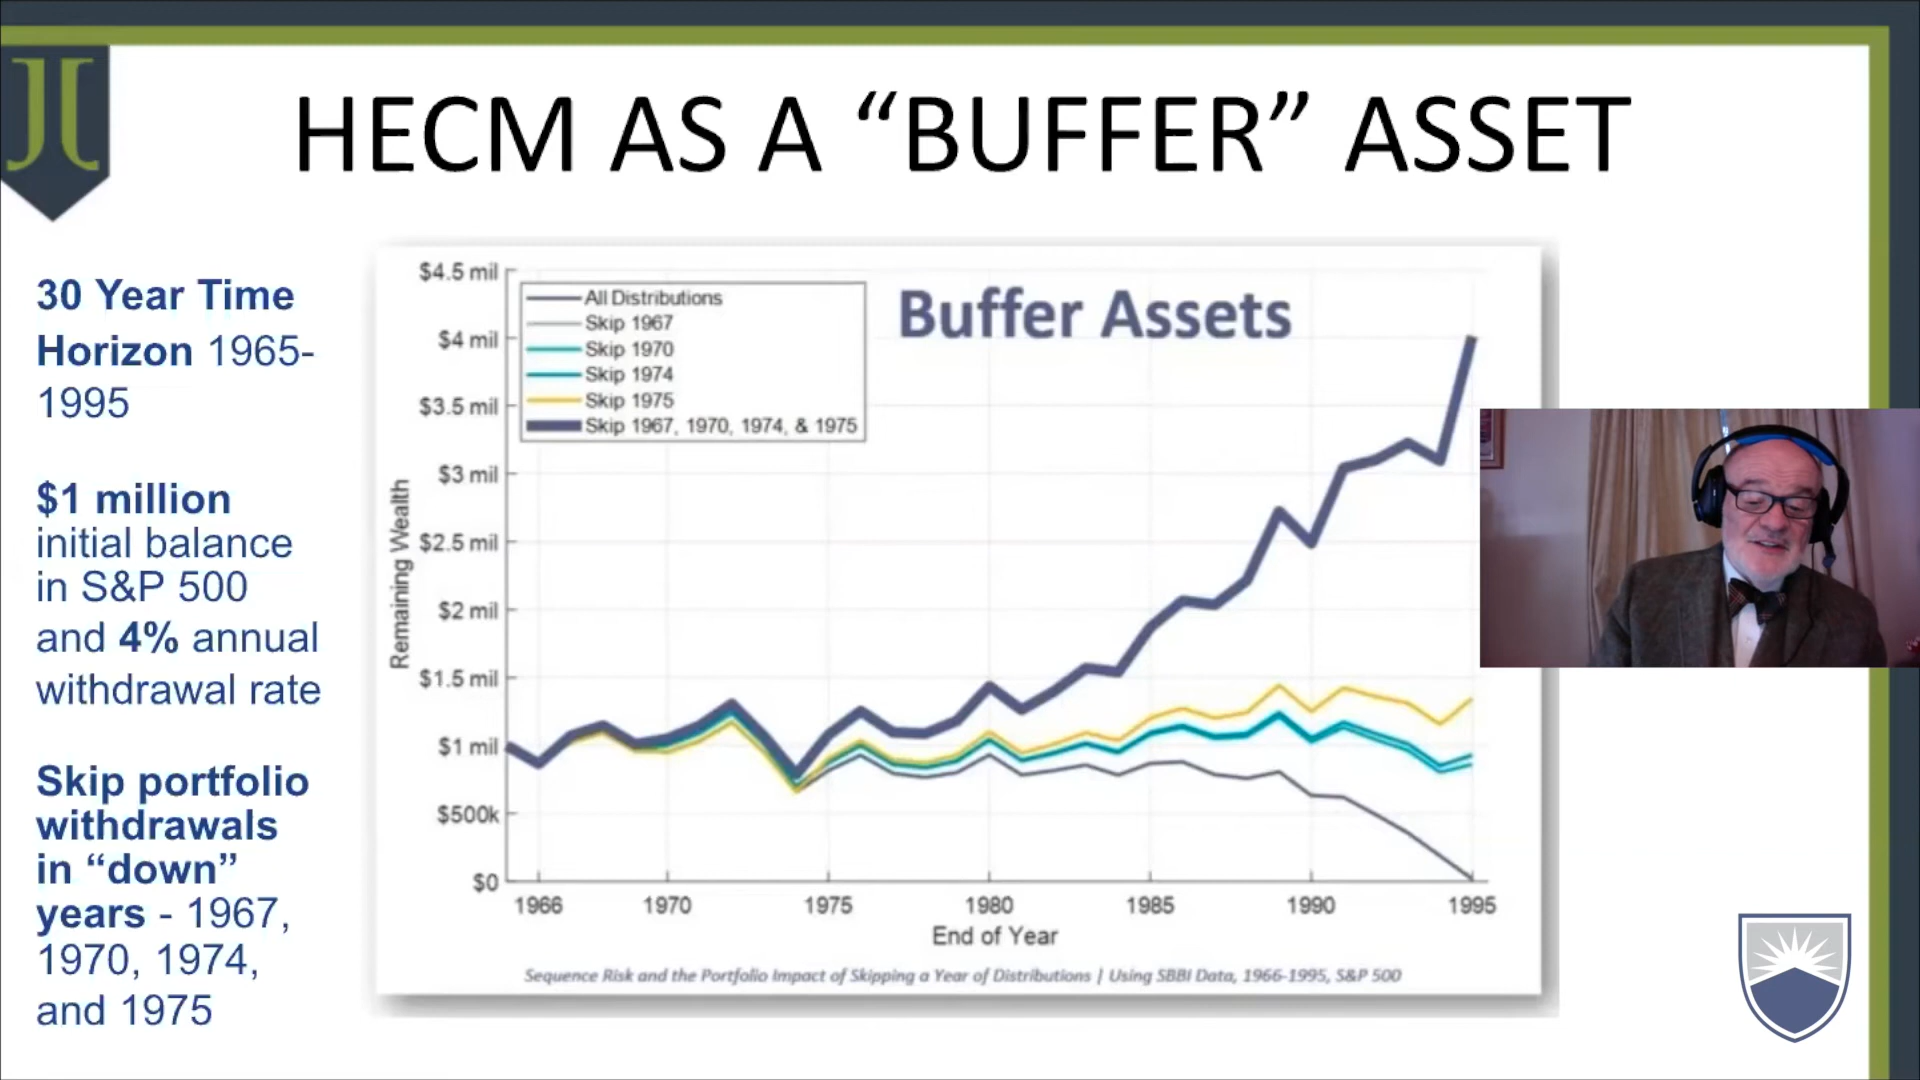 HECM AS A “BUFFER” ASSET
30 Year Time
Horizon 1965-
1995
$1 million
initial balance
in S&P 500
and 4% annual
withdrawal rate
Skip portfolio
withdrawals
in “down”
years - 1967,
1970, 1974,
and 1975
Buffer Assets
All Distributions
Skip 1967
Skip 1970
Skip 1974
Skip 1975
Skip 1967, 1970, 1974, & 1975
Remaining Wealth
$4.5 mil
$4 mil
$3.5 mil
$3 mil
$2.5 mil
$2 mil
$1.5 mil
$1 mil
$500k
$0
1966 1970 1975 1980 1985 1990 1995
End of Year
Sequence Risk and the Portfolio Impact of Skipping a Year of Distributions | Using SBBI Data, 1966-1995, S&P 500